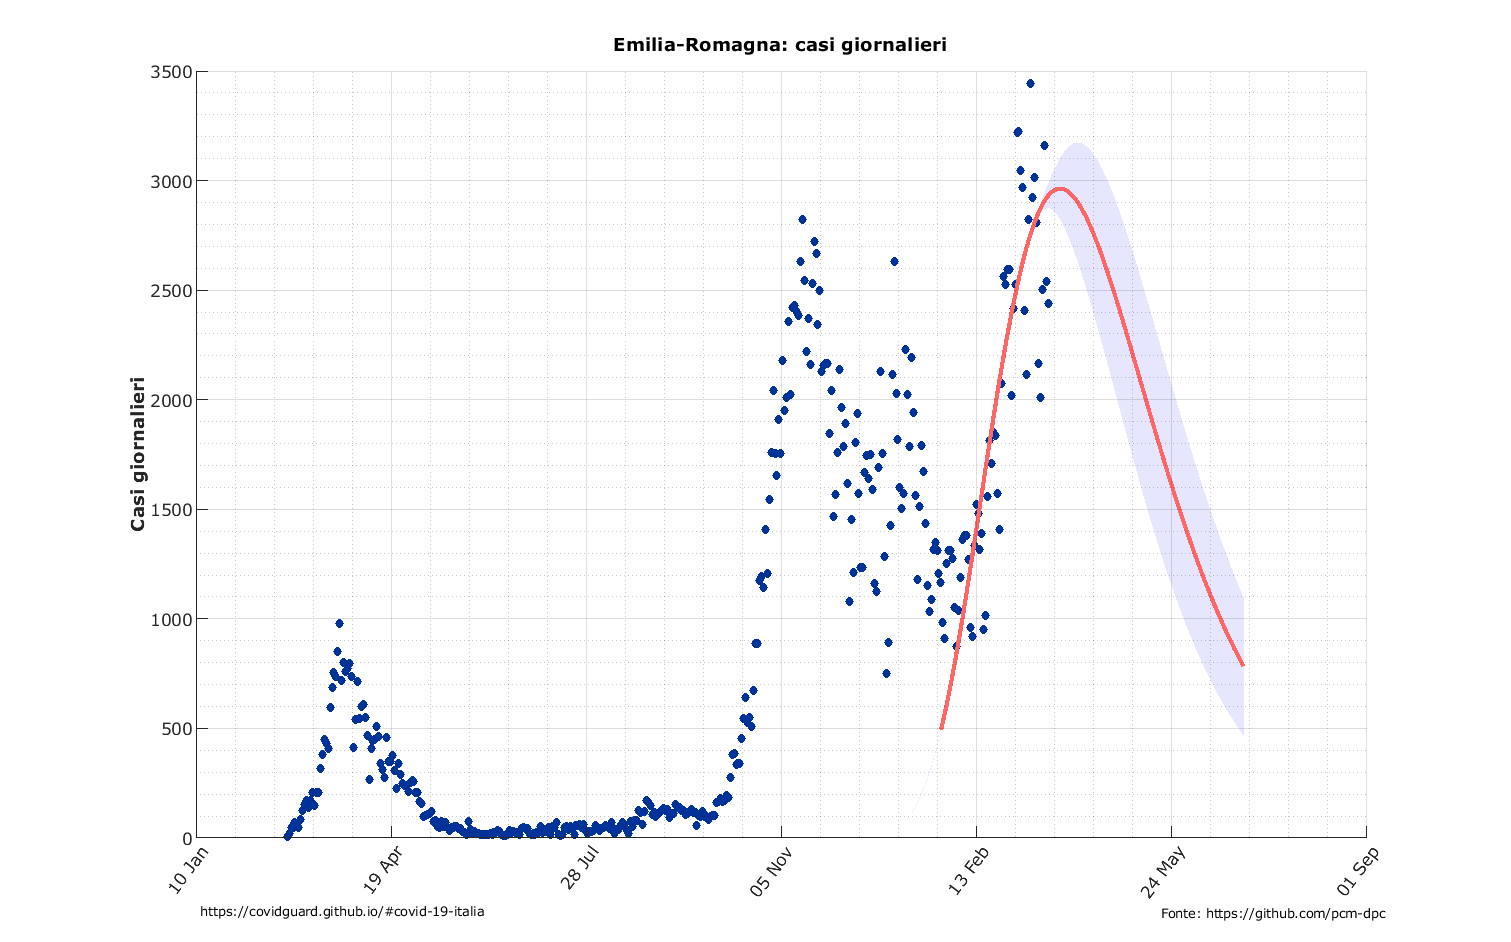 Emilia-Romagna: casi giornalieri
3500
3000
2500
2000
1500
1000
500
0
Casi giornalieri
10 Jan
19 Apr
28 Jul
05 Nov
13 Feb
24 May
01 Sep
https://covidguard.github.io/#covid-19-italia
Fonte: https://github.com/pcm-dpc